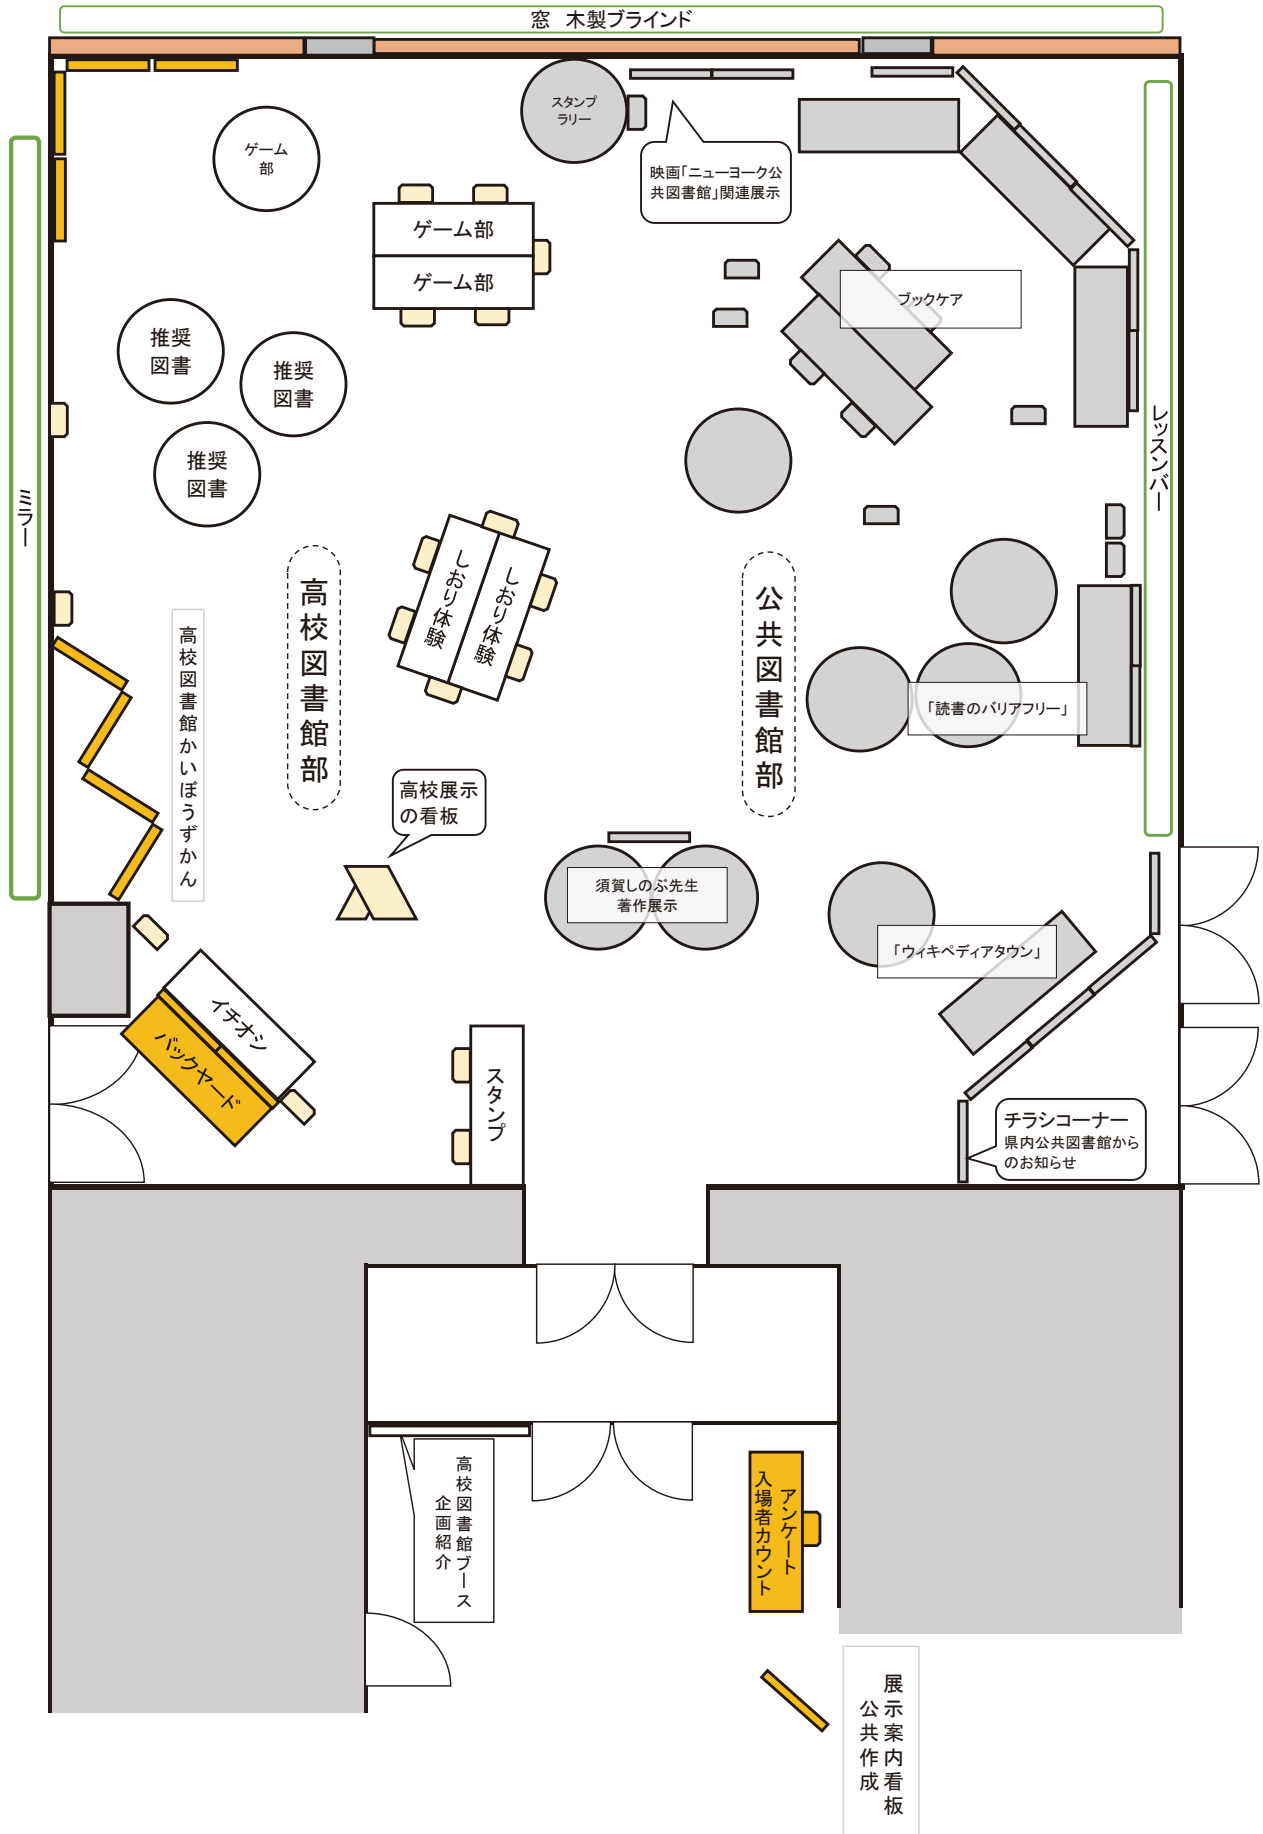 窓 木製ブラインド
スタンプ
ラリー
映画「ニューヨーク公
共図書館」関連展示
ゲーム
部
ゲーム部
ゲーム部
ブックケア
推奨
図書
推奨
図書
推奨
図書
ミラー
レッスンバー
しおり体験
しおり体験
高校図書館部
公共図書館部
高校図書館かいぼうずかん
「読書のバリアフリー」
高校展示
の看板
須賀しのぶ先生
著作展示
「ウィキペディアタウン」
イチオシ
バックヤード
スタンプ
チラシコーナー
県内公共図書館から
のお知らせ
高校図書館ブース
企画紹介
アンケート
入場者カウント
展示案内看板
公共作成